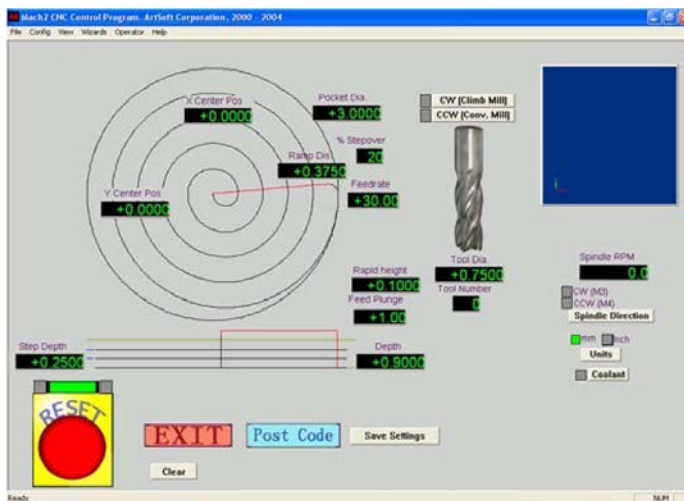 Mach2 CNC Control Program. ArtSoft Corporation, 2000 - 2004
File Config View Wizards Operator Help
X Center Pos
+0.0000
Pocket Dia.
+3.0000
CW (Climb Mill)
CCW (Conv. Mill)
% Stepover
20
Ramp Dis.
+0.3750
Y Center Pos
+0.0000
Feedrate
+30.00
Tool Dia.
+0.7500
Spindle RPM
0.0
Rapid height
+0.1000
Tool Number
0
CW (M3)
CCW (M4)
Feed Plunge
+1.00
Spindle Direction
mm Inch
Units
Step Depth
+0.2500
Depth
+0.9000
Coolant
RESET
EXIT
Post Code
Save Settings
Clear
Ready
NUM